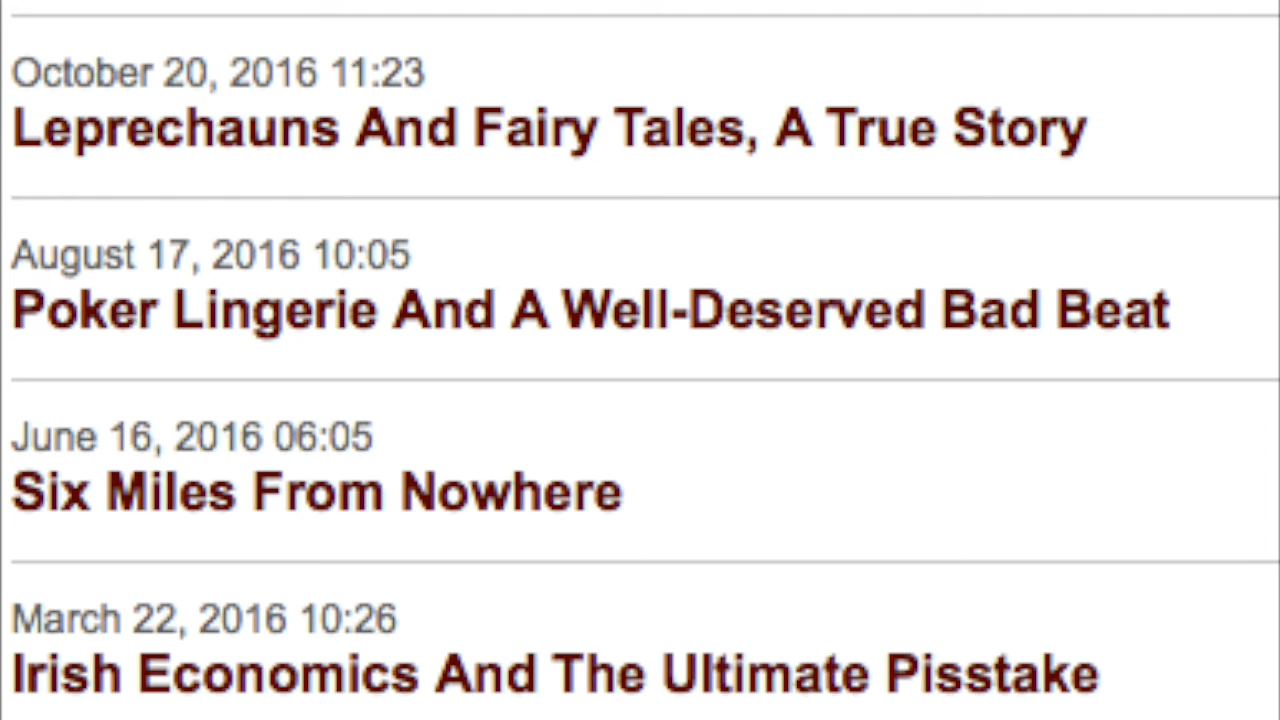 October 20, 2016 11:23
Leprechauns And Fairy Tales, A True Story
August 17, 2016 10:05
Poker Lingerie And A Well-Deserved Bad Beat
June 16, 2016 06:05
Six Miles From Nowhere
March 22, 2016 10:26
Irish Economics And The Ultimate Pisstake